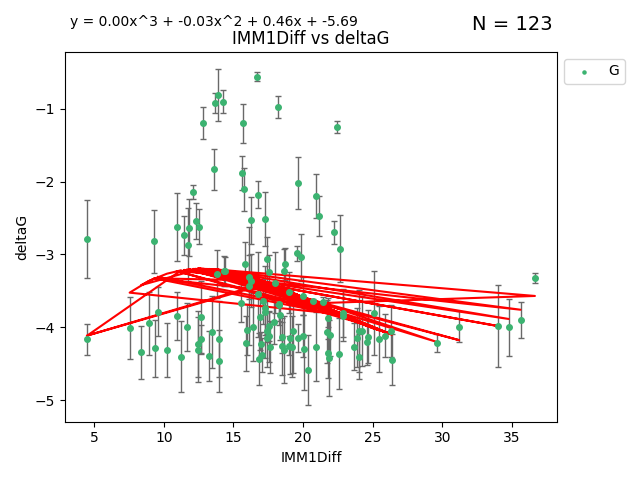 y = 0.00x^3 + -0.03x^2 + 0.46x + -5.69
N = 123
IMM1Diff vs deltaG
G
deltaG
−1
−2
−3
−4
−5
5 10 15 20 25 30 35
IMM1Diff